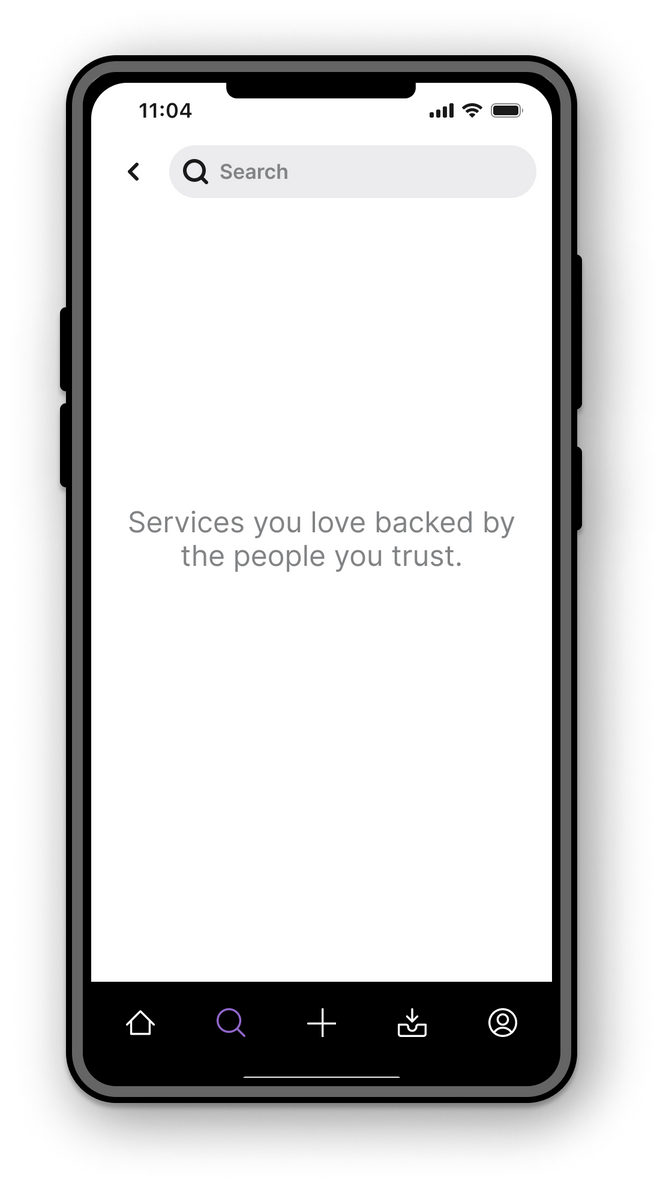 11:04
Search
Services you love backed by
the people you trust.